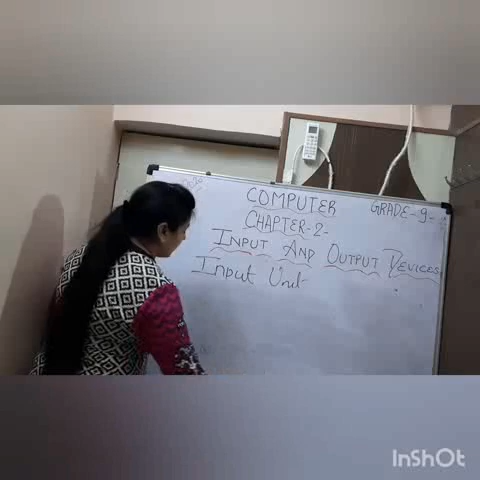 COMPUTER GRADE-9-
CHAPTER-2-
INPUT AND OUTPUT DEVICES
Input Unit
InShOt